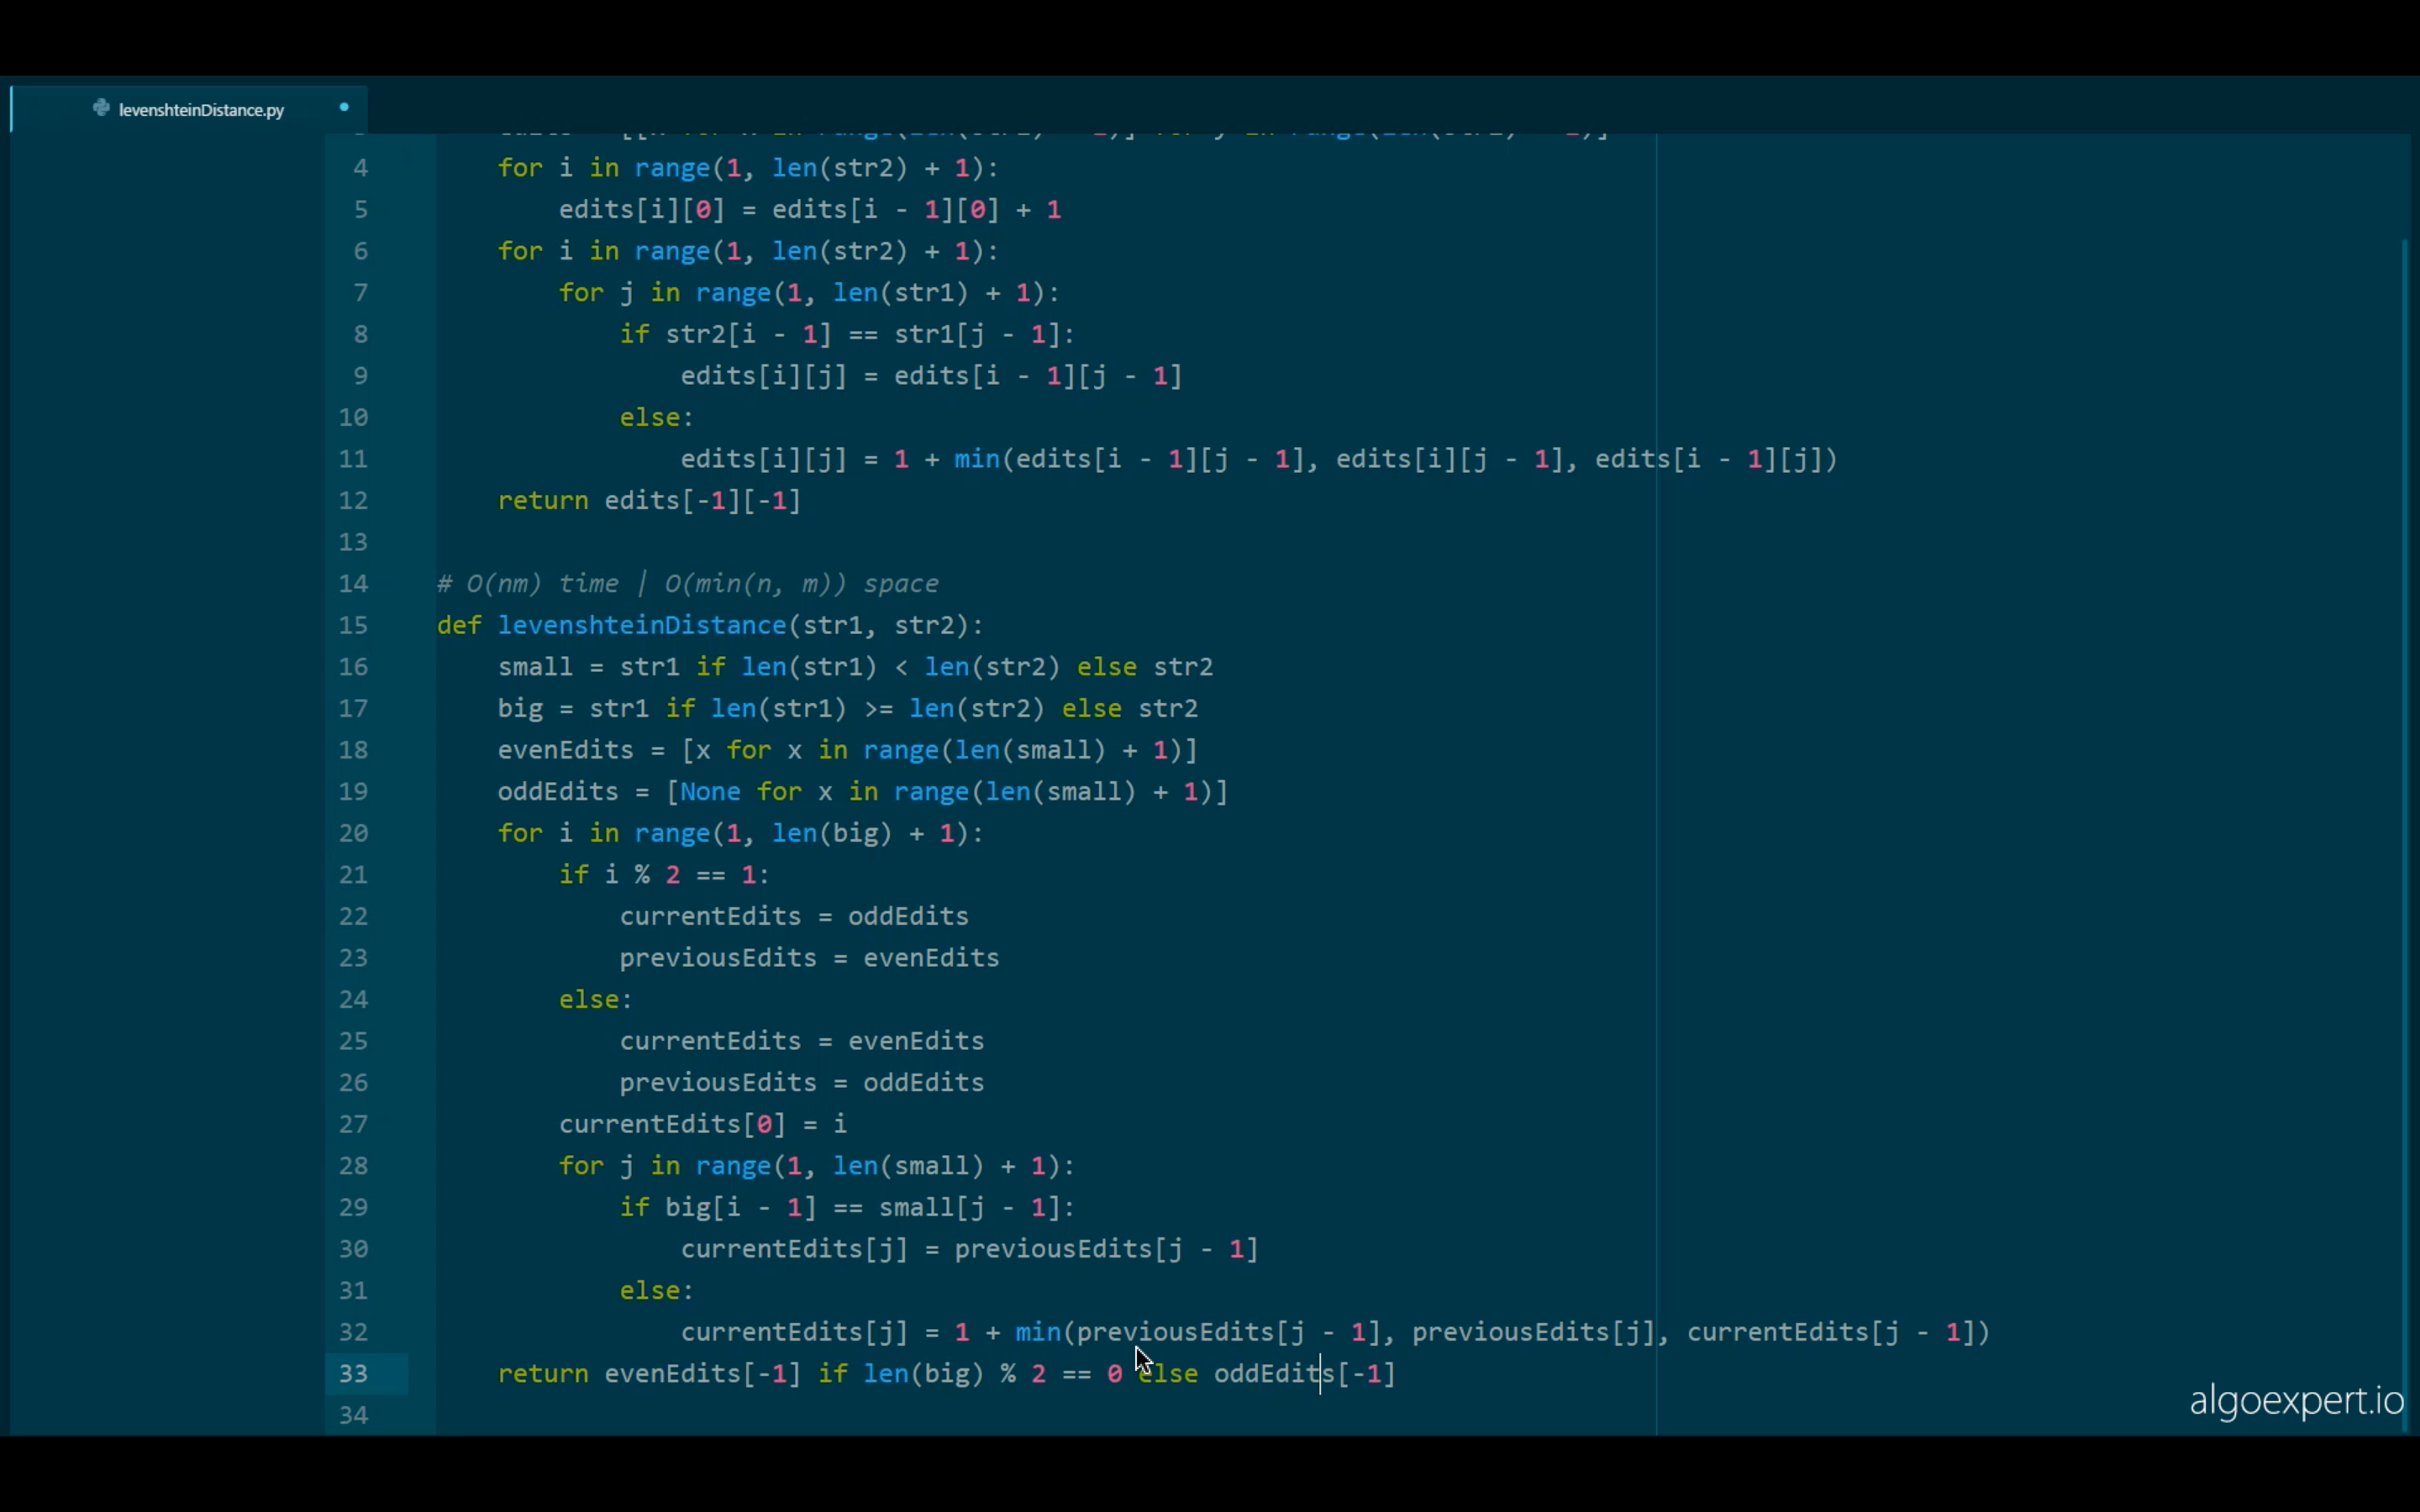 levenshteinDistance.py
4 for i in range(1, len(str2) + 1):
5 edits[i][0] = edits[i - 1][0] + 1
6 for i in range(1, len(str2) + 1):
7 for j in range(1, len(str1) + 1):
8 if str2[i - 1] == str1[j - 1]:
9 edits[i][j] = edits[i - 1][j - 1]
10 else:
11 edits[i][j] = 1 + min(edits[i - 1][j - 1], edits[i][j - 1], edits[i - 1][j])
12 return edits[-1][-1]
13
14 # O(nm) time | O(min(n, m)) space
15 def levenshteinDistance(str1, str2):
16 small = str1 if len(str1) < len(str2) else str2
17 big = str1 if len(str1) >= len(str2) else str2
18 evenEdits = [x for x in range(len(small) + 1)]
19 oddEdits = [None for x in range(len(small) + 1)]
20 for i in range(1, len(big) + 1):
21 if i % 2 == 1:
22 currentEdits = oddEdits
23 previousEdits = evenEdits
24 else:
25 currentEdits = evenEdits
26 previousEdits = oddEdits
27 currentEdits[0] = i
28 for j in range(1, len(small) + 1):
29 if big[i - 1] == small[j - 1]:
30 currentEdits[j] = previousEdits[j - 1]
31 else:
32 currentEdits[j] = 1 + min(previousEdits[j - 1], previousEdits[j], currentEdits[j - 1])
33 return evenEdits[-1] if len(big) % 2 == 0 else oddEdits[-1]
34
algoexpert.io